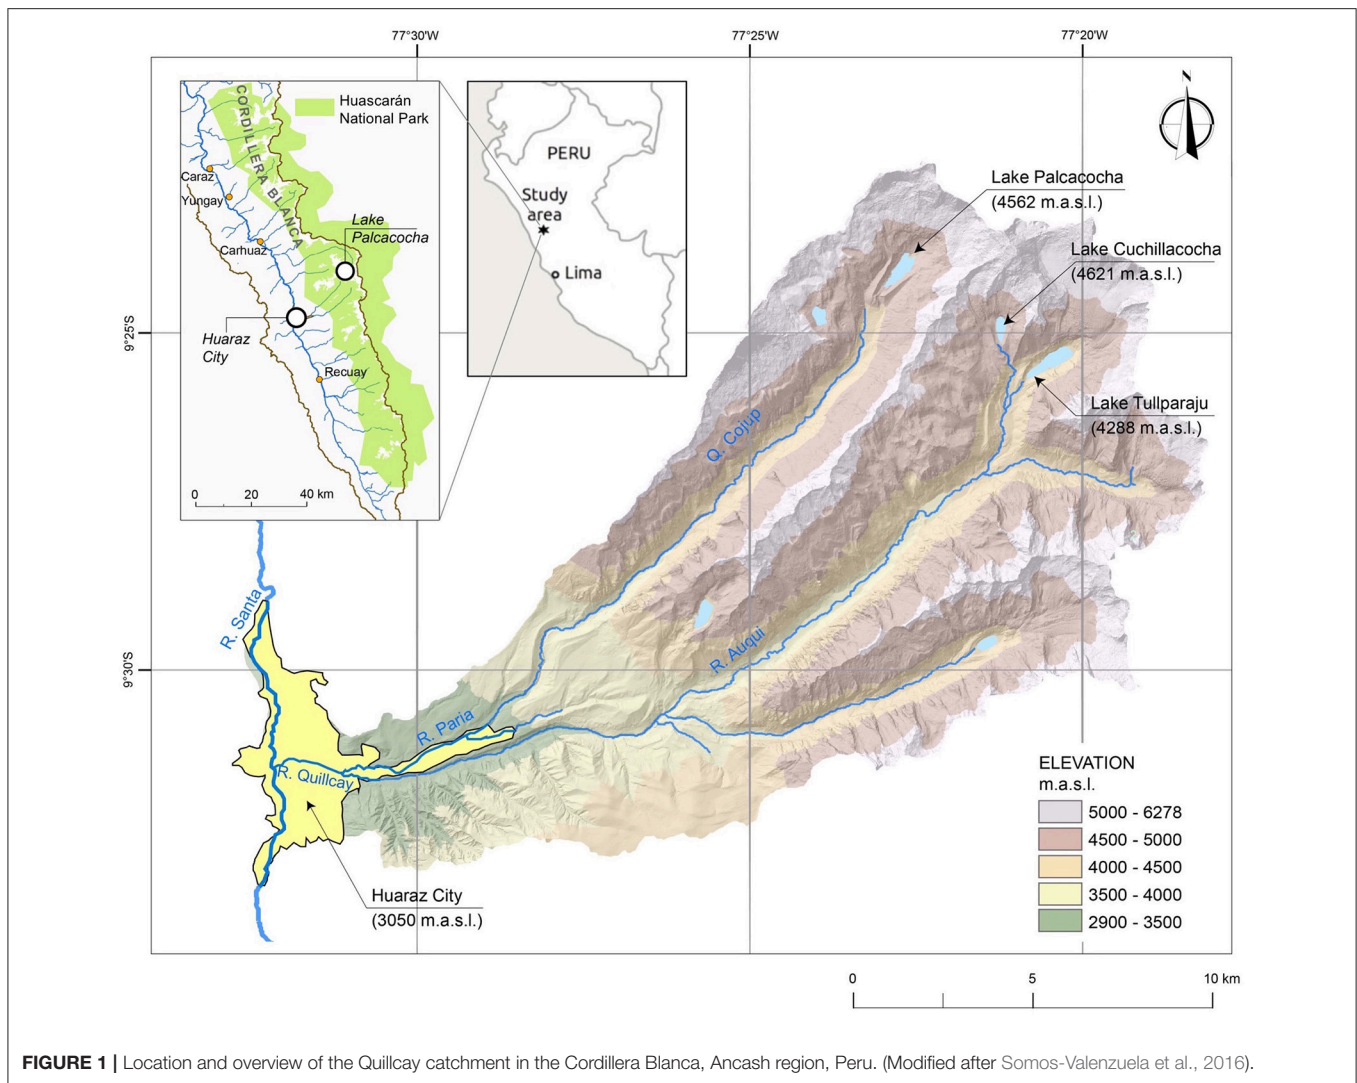 77°30'W
77°25'W
77°20'W
N
CORDILLERA BLANCA
Huascarán
National Park
Caraz
Yungay
Carhuaz
Lake
Palcacocha
Huaraz
City
Recuay
0 20 40 km
PERU
Study
area
Lima
Lake Palcacocha
(4562 m.a.s.l.)
Lake Cuchillacocha
(4621 m.a.s.l.)
Lake Tullparaju
(4288 m.a.s.l.)
9°25'S
9°30'S
Q. Cojup
R. Santa
R. Auqui
R. Paria
R. Quillcay
Huaraz City
(3050 m.a.s.l.)
ELEVATION
m.a.s.l.
5000 - 6278
4500 - 5000
4000 - 4500
3500 - 4000
2900 - 3500
0 5 10 km
FIGURE 1 | Location and overview of the Quillcay catchment in the Cordillera Blanca, Ancash region, Peru. (Modified after Somos-Valenzuela et al., 2016).